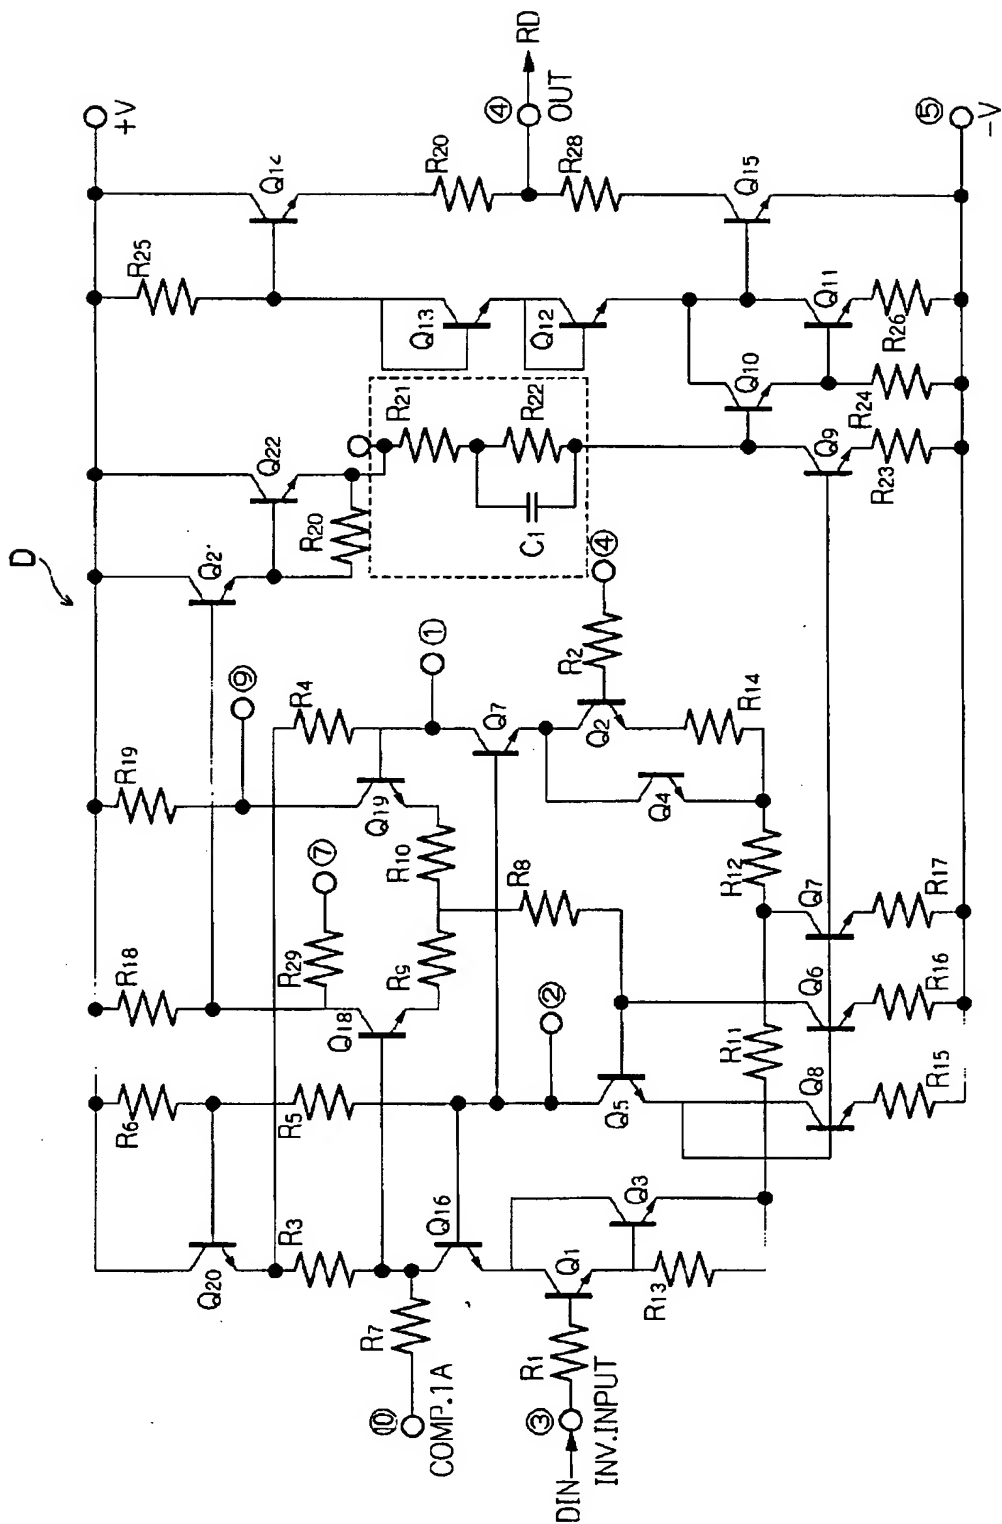 D
+V
④
OUT
RD
⑤
-V
R25
Q14
R20
R28
Q15
Q13
Q12
Q11
R26
Q10
R24
Q9
R23
Q22
R20
R21
R22
C1
Q2
R19
⑨
R4
①
Q7
④
R2
Q2
R14
Q4
Q19
R10
⑦
R29
R9
R8
R12
Q7
R17
R18
Q18
②
Q6
R16
R11
R6
R5
Q5
Q8
R15
Q20
R3
Q16
Q3
Q1
R13
R7
⑩
COMP.1A
R1
③
DIN
INV.INPUT